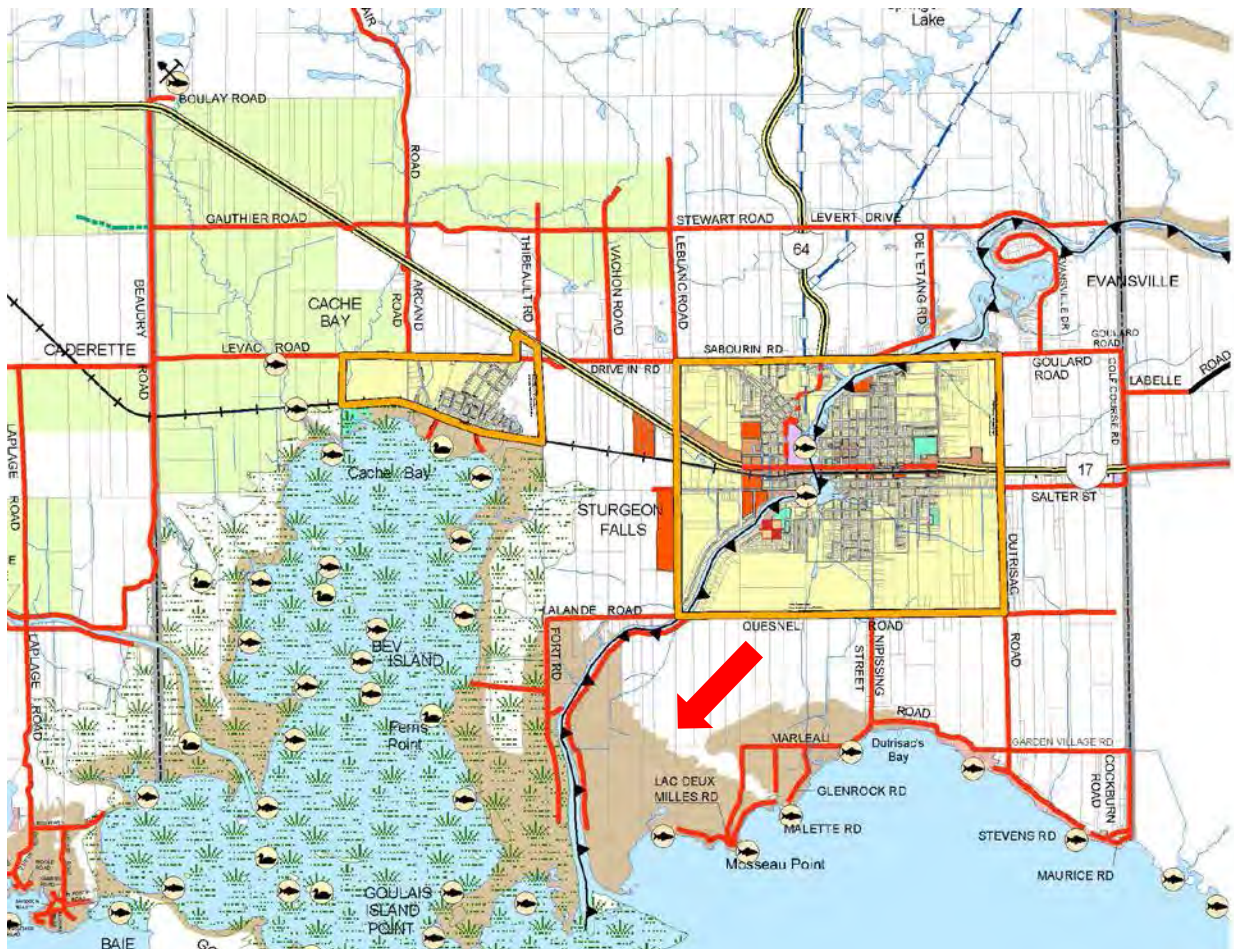 Lake
AIR
BOULAY ROAD
ROAD
GAUTHIER ROAD
STEWART ROAD
LEVERT DRIVE
THIBEAULT RD
VACHON ROAD
LEBLANC ROAD
64
DE L'ETANG RD
EVANSVILLE DR
EVANSVILLE
BEAUDRY
ROAD
CACHE
BAY
ARCAND
ROAD
CADERETTE
LEVAC ROAD
DRIVE IN RD
SABOURIN RD
GOULARD
ROAD
GOULARD
ROAD
GOLF COURSE RD
LABELLE
ROAD
LAPLAGE
ROAD
E
Cache Bay
STURGEON
FALLS
17
SALTER ST
DUTRISAC
ROAD
LALANDE ROAD
QUESNEL
ROAD
NIPISSING
STREET
FORT RD
BEV
ISLAND
LAPLAGE
ROAD
Ferris
Point
ROAD
MARLEAU
Dutrisac's
Bay
GARDEN VILLAGE RD
LAC DEUX
MILLES RD
GLENROCK RD
COCKBURN
ROAD
MALETTE RD
STEVENS RD
Mosseau Point
MAURICE RD
GOULAIS
ISLAND
POINT
BAIE